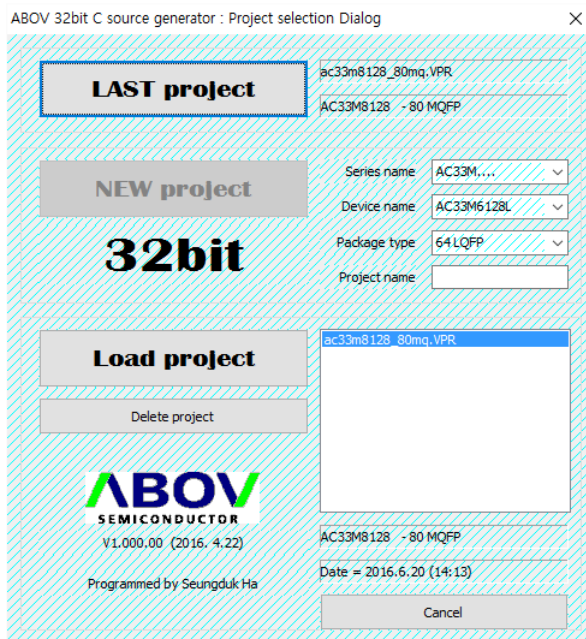 ABOV 32bit C source generator : Project selection Dialog
LAST project
ac33m8128_80mq.VPR
AC33M8128 - 80 MQFP
NEW project
32bit
Series name AC33M....
Device name AC33M6128L
Package type 64 LQFP
Project name
Load project
Delete project
ac33m8128_80mq.VPR
ABOV
SEMICONDUCTOR
V1.000.00 (2016. 4.22)
Programmed by Seungduk Ha
AC33M8128 - 80 MQFP
Date = 2016.6.20 (14:13)
Cancel